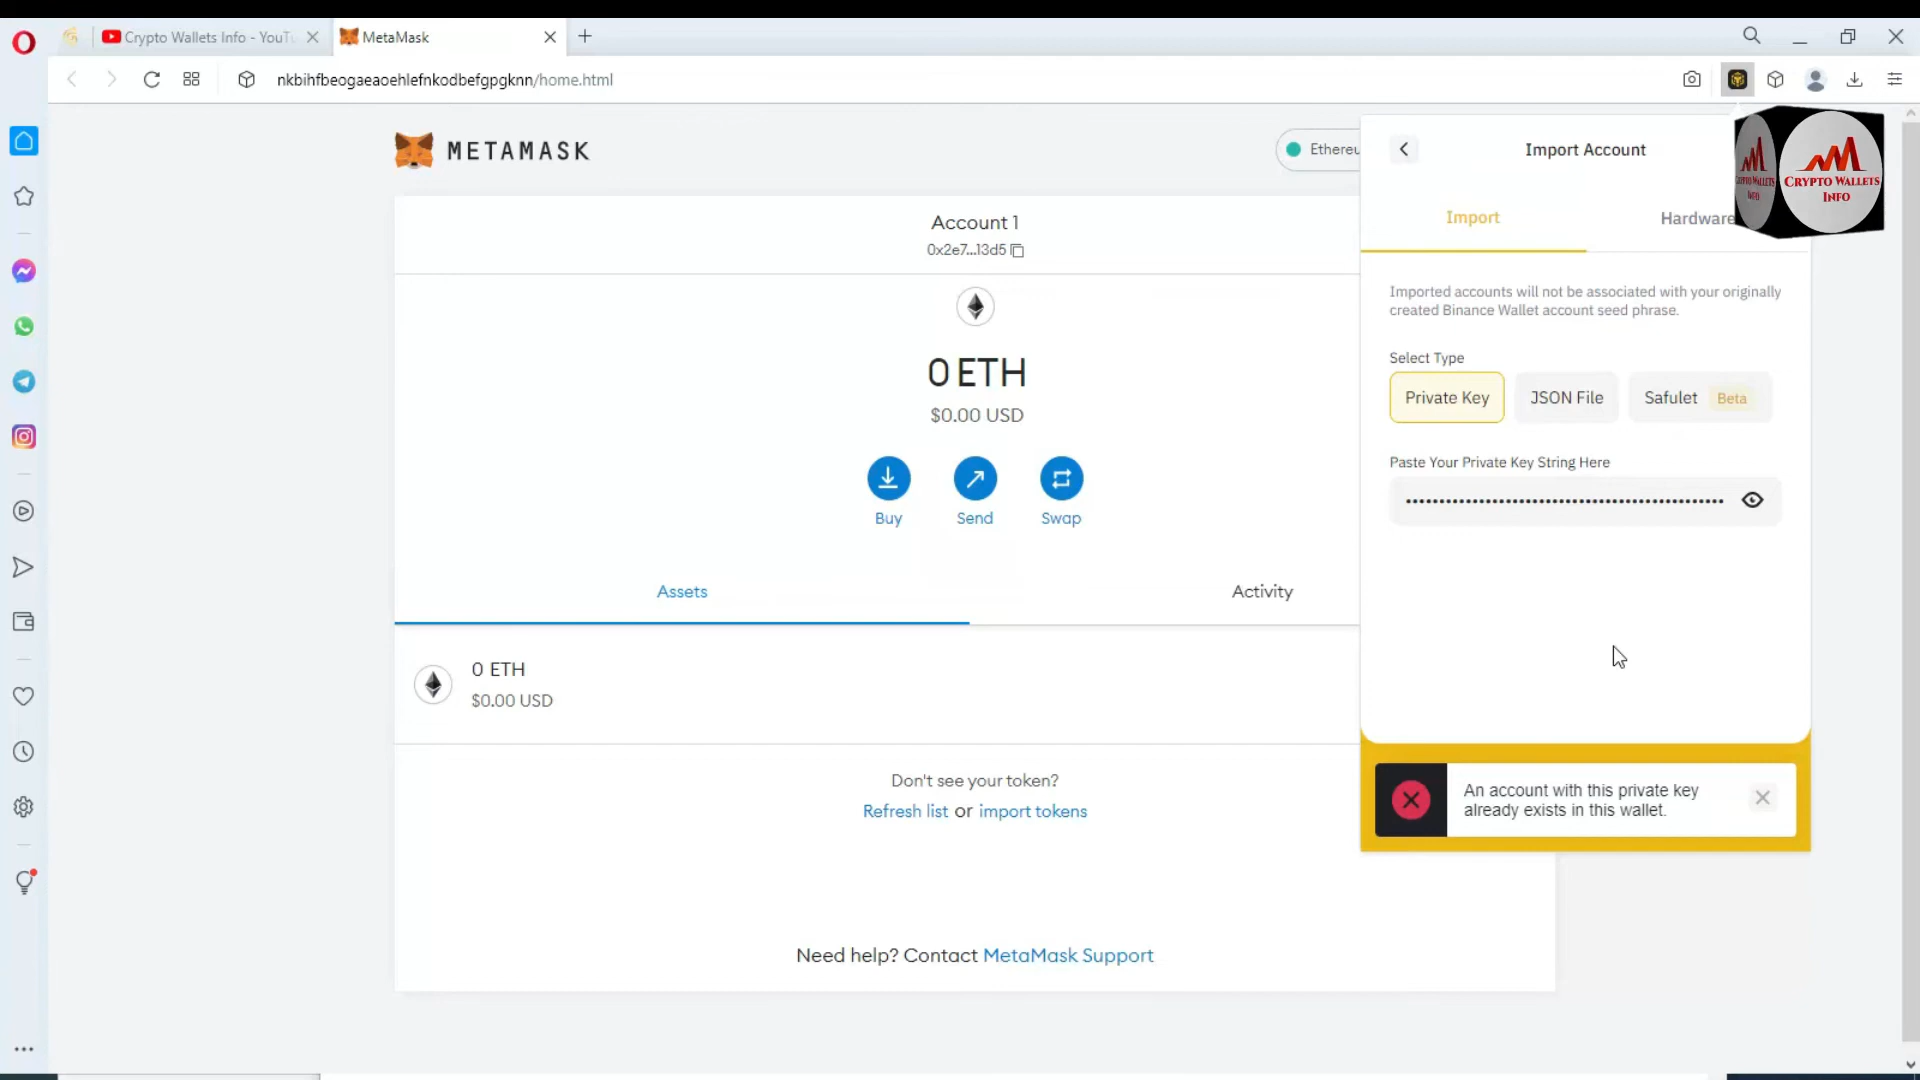 Crypto Wallets Info - YouTu
MetaMask
nkbihfbeogaeaoehlefnkodbefgpgknn/home.html
METAMASK
Ethereu
Account 1
0x2e7...13d5
0 ETH
$0.00 USD
Buy
Send
Swap
Assets
Activity
0 ETH
$0.00 USD
Don't see your token?
Refresh list or import tokens
Need help? Contact MetaMask Support
Import Account
Import
Hardware
Imported accounts will not be associated with your originally
created Binance Wallet account seed phrase.
Select Type
Private Key
JSON File
Safulet Beta
Paste Your Private Key String Here
An account with this private key
already exists in this wallet.
CRYPTO WALLETS
INFO
CRYPTO WALLETS
INFO